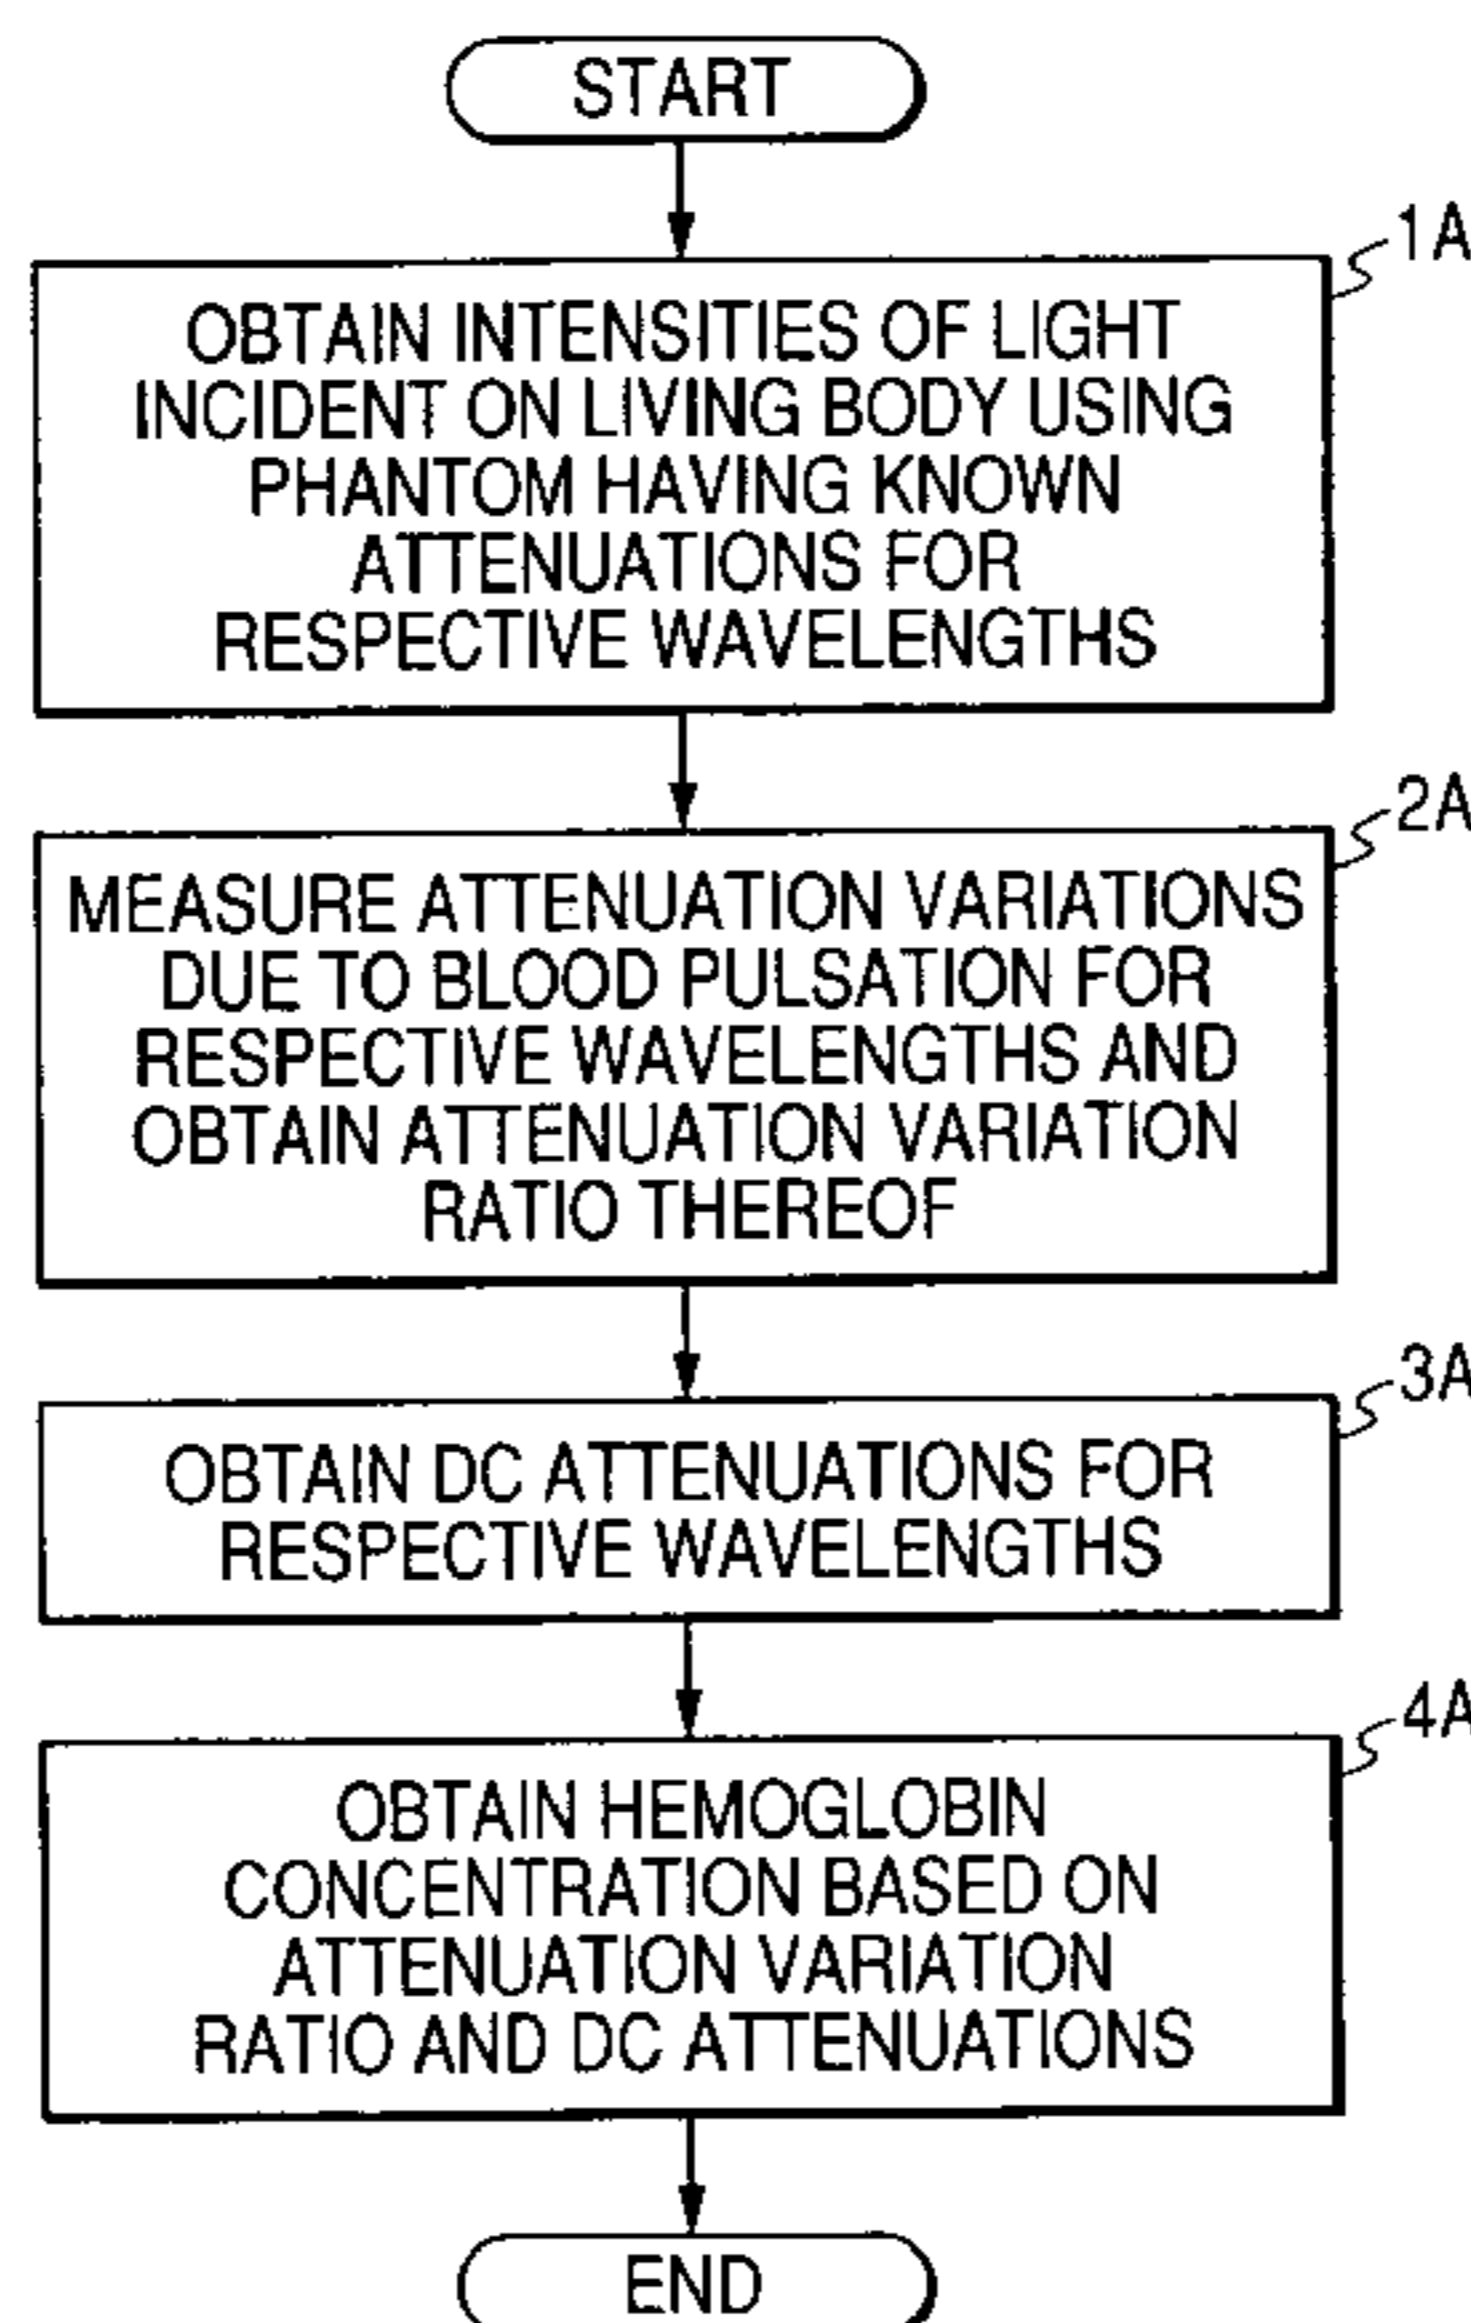 START
1A
OBTAIN INTENSITIES OF LIGHT
INCIDENT ON LIVING BODY USING
PHANTOM HAVING KNOWN
ATTENUATIONS FOR
RESPECTIVE WAVELENGTHS
2A
MEASURE ATTENUATION VARIATIONS
DUE TO BLOOD PULSATION FOR
RESPECTIVE WAVELENGTHS AND
OBTAIN ATTENUATION VARIATION
RATIO THEREOF
3A
OBTAIN DC ATTENUATIONS FOR
RESPECTIVE WAVELENGTHS
4A
OBTAIN HEMOGLOBIN
CONCENTRATION BASED ON
ATTENUATION VARIATION
RATIO AND DC ATTENUATIONS
END